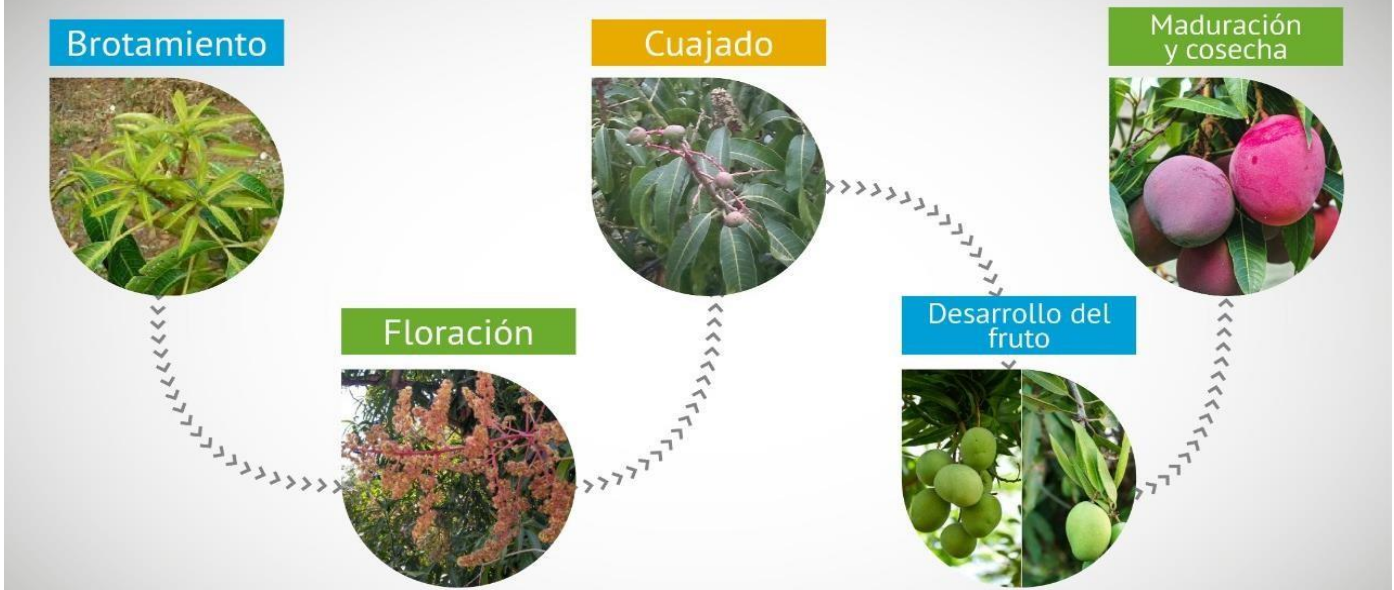 Brotamiento
Floración
Cuajado
Desarrollo del
fruto
Maduración
y cosecha